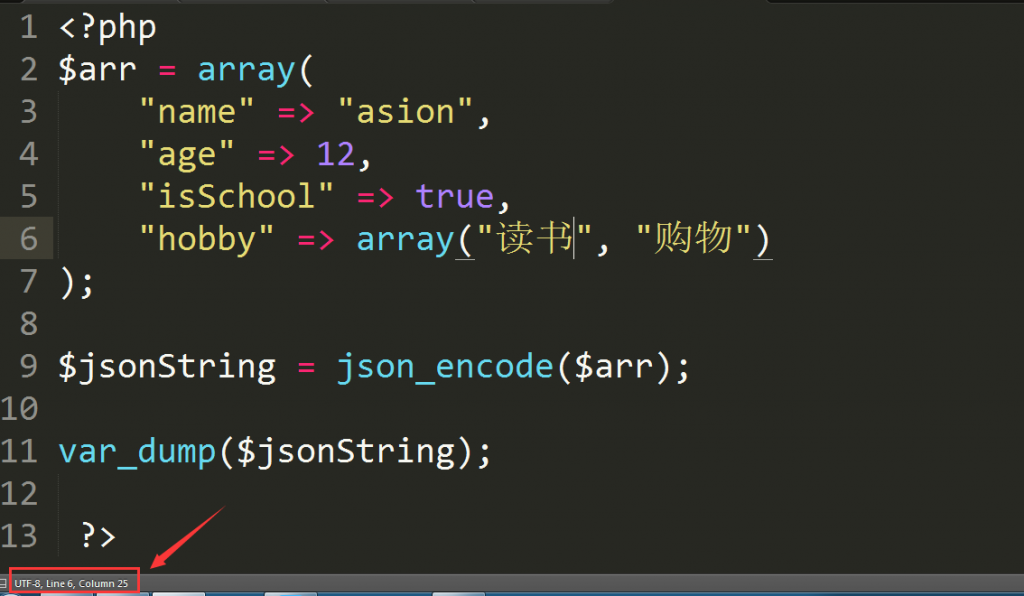 1 <?php
2 $arr = array(
3     "name" => "asion",
4     "age" => 12,
5     "isSchool" => true,
6     "hobby" => array("读书", "购物")
7 );
8
9 $jsonString = json_encode($arr);
10
11 var_dump($jsonString);
12
13  ?>
UTF-8, Line 6, Column 25